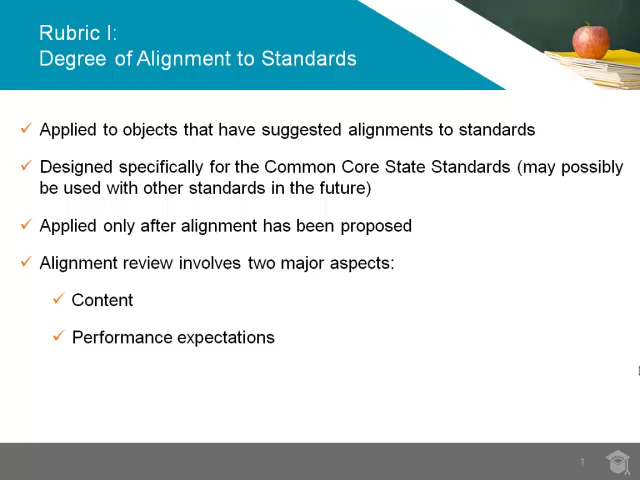 Rubric I:
Degree of Alignment to Standards
Applied to objects that have suggested alignments to standards
Designed specifically for the Common Core State Standards (may possibly
be used with other standards in the future)
Applied only after alignment has been proposed
Alignment review involves two major aspects:
Content
Performance expectations
1